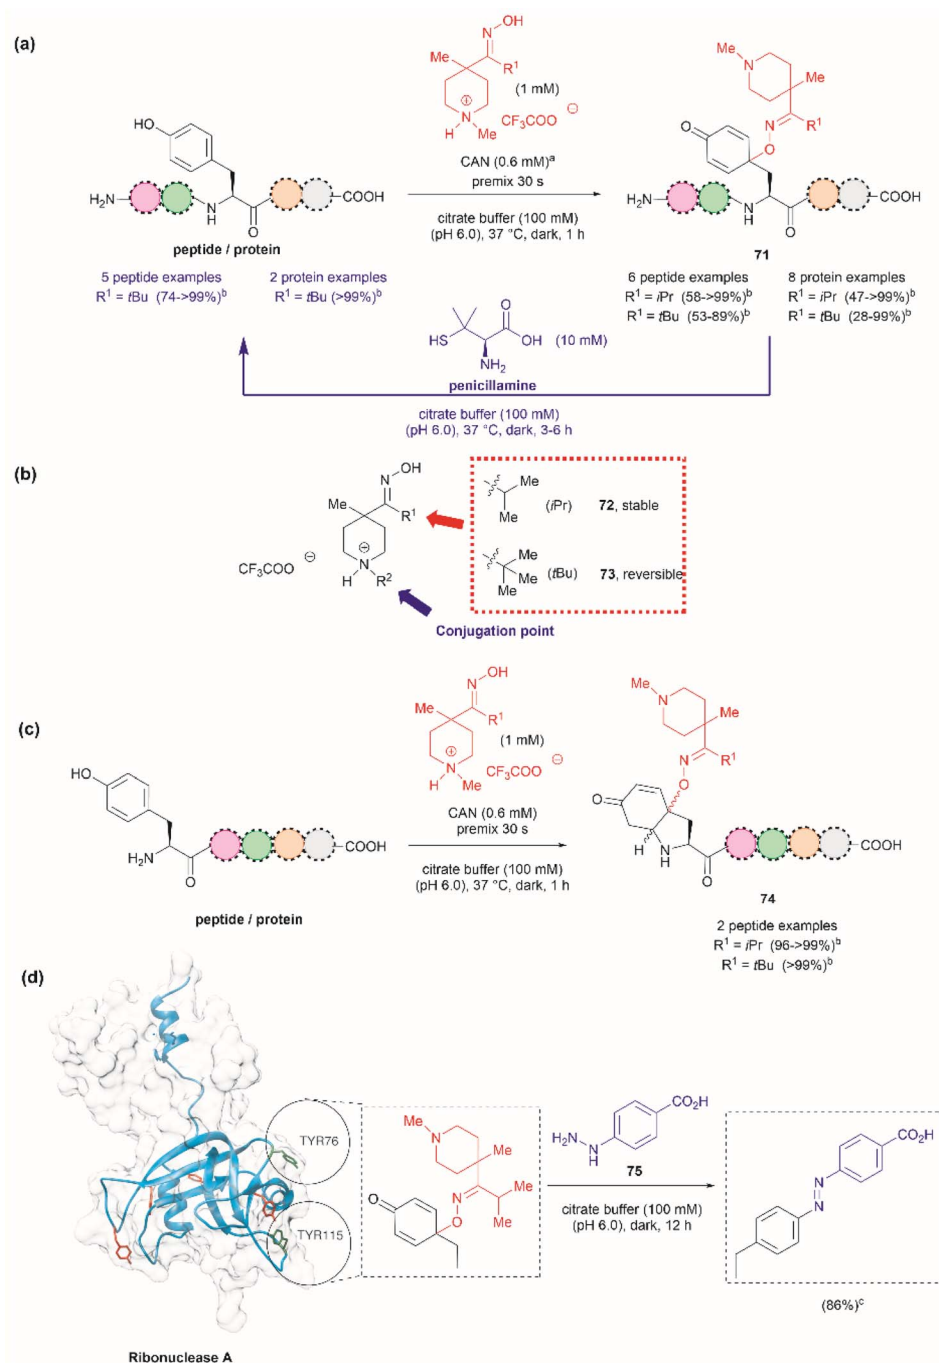 (a)
N
OH
Me
R¹
(1 mM)
⊕
N
H
Me
CF₃COO
⊖
CAN (0.6 mM)ᵃ
premix 30 s
citrate buffer (100 mM)
(pH 6.0), 37 °C, dark, 1 h
HO
H₂N
N
H
O
COOH
peptide / protein
5 peptide examples
R¹ = tBu (74->99%)ᵇ
2 protein examples
R¹ = tBu (>99%)ᵇ
Me
N
Me
N
R¹
O
O
H₂N
N
H
O
COOH
71
6 peptide examples
R¹ = iPr (58->99%)ᵇ
R¹ = tBu (53-89%)ᵇ
8 protein examples
R¹ = iPr (47->99%)ᵇ
R¹ = tBu (28-99%)ᵇ
O
HS
OH
(10 mM)
NH₂
penicillamine
citrate buffer (100 mM)
(pH 6.0), 37 °C, dark, 3-6 h
(b)
N
OH
Me
R¹
⊕
N
H
R²
CF₃COO
⊖
Me
(iPr)
72, stable
Me
Me
(tBu)
Me
Me
73, reversible
Conjugation point
(c)
N
OH
Me
R¹
(1 mM)
⊕
N
H
Me
CF₃COO
⊖
CAN (0.6 mM)
premix 30 s
citrate buffer (100 mM)
(pH 6.0), 37 °C, dark, 1 h
HO
H₂N
O
COOH
peptide / protein
Me
N
Me
N
R¹
O
O
H
N
H
O
COOH
74
2 peptide examples
R¹ = iPr (96->99%)ᵇ
R¹ = tBu (>99%)ᵇ
(d)
TYR76
TYR115
Ribonuclease A
Me
N
Me
N
Me
O
O
Me
CO₂H
H₂N
N
H
75
citrate buffer (100 mM)
(pH 6.0), dark, 12 h
CO₂H
N
N
(86%)ᶜ